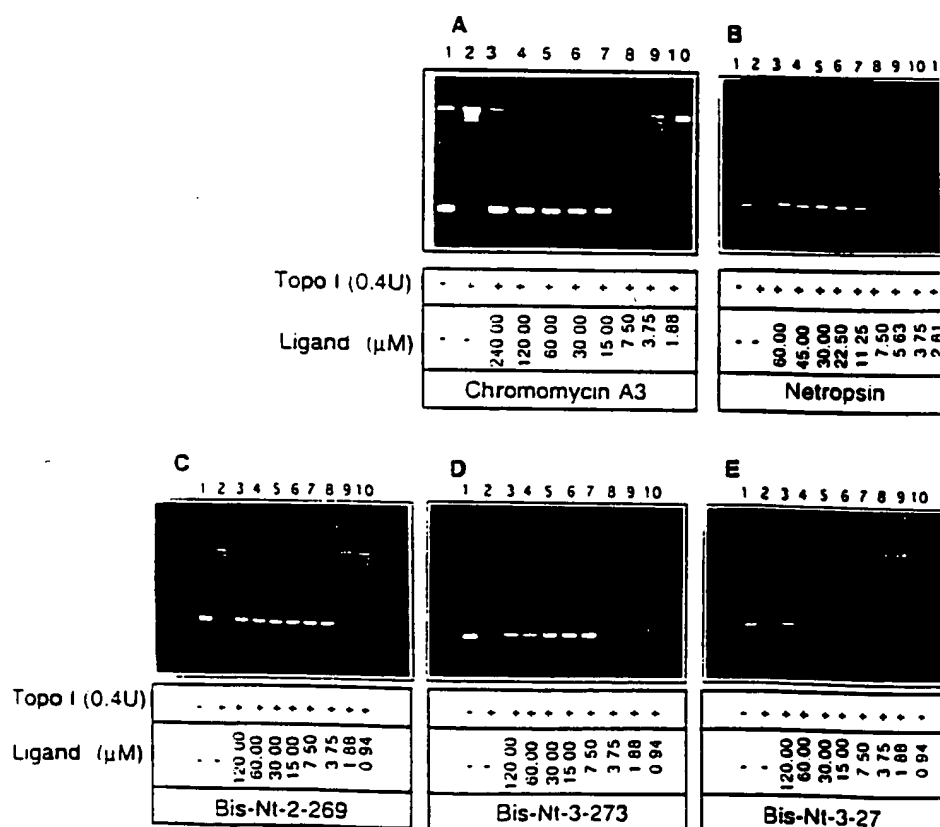 A
1 2 3 4 5 6 7 8 9 10
Topo I (0.4U)
- - + + + + + + + +
Ligand (μM)
- - 240.00 120.00 60.00 30.00 15.00 7.50 3.75 1.88
Chromomycin A3
B
1 2 3 4 5 6 7 8 9 10 1
- + + + + + + + + + +
- - 60.00 45.00 30.00 22.50 11.25 7.50 5.63 3.75 2.81
Netropsin
C
1 2 3 4 5 6 7 8 9 10
Topo I (0.4U)
- - + + + + + + + +
Ligand (μM)
- - 120.00 60.00 30.00 15.00 7.50 3.75 1.88 0.94
Bis-Nt-2-269
D
1 2 3 4 5 6 7 8 9 10
- + + + + + + + + +
- - 120.00 60.00 30.00 15.00 7.50 3.75 1.88 0.94
Bis-Nt-3-273
E
1 2 3 4 5 6 7 8 9 10
- + + + + + + + + +
- - 120.00 60.00 30.00 15.00 7.50 3.75 1.88 0.94
Bis-Nt-3-27